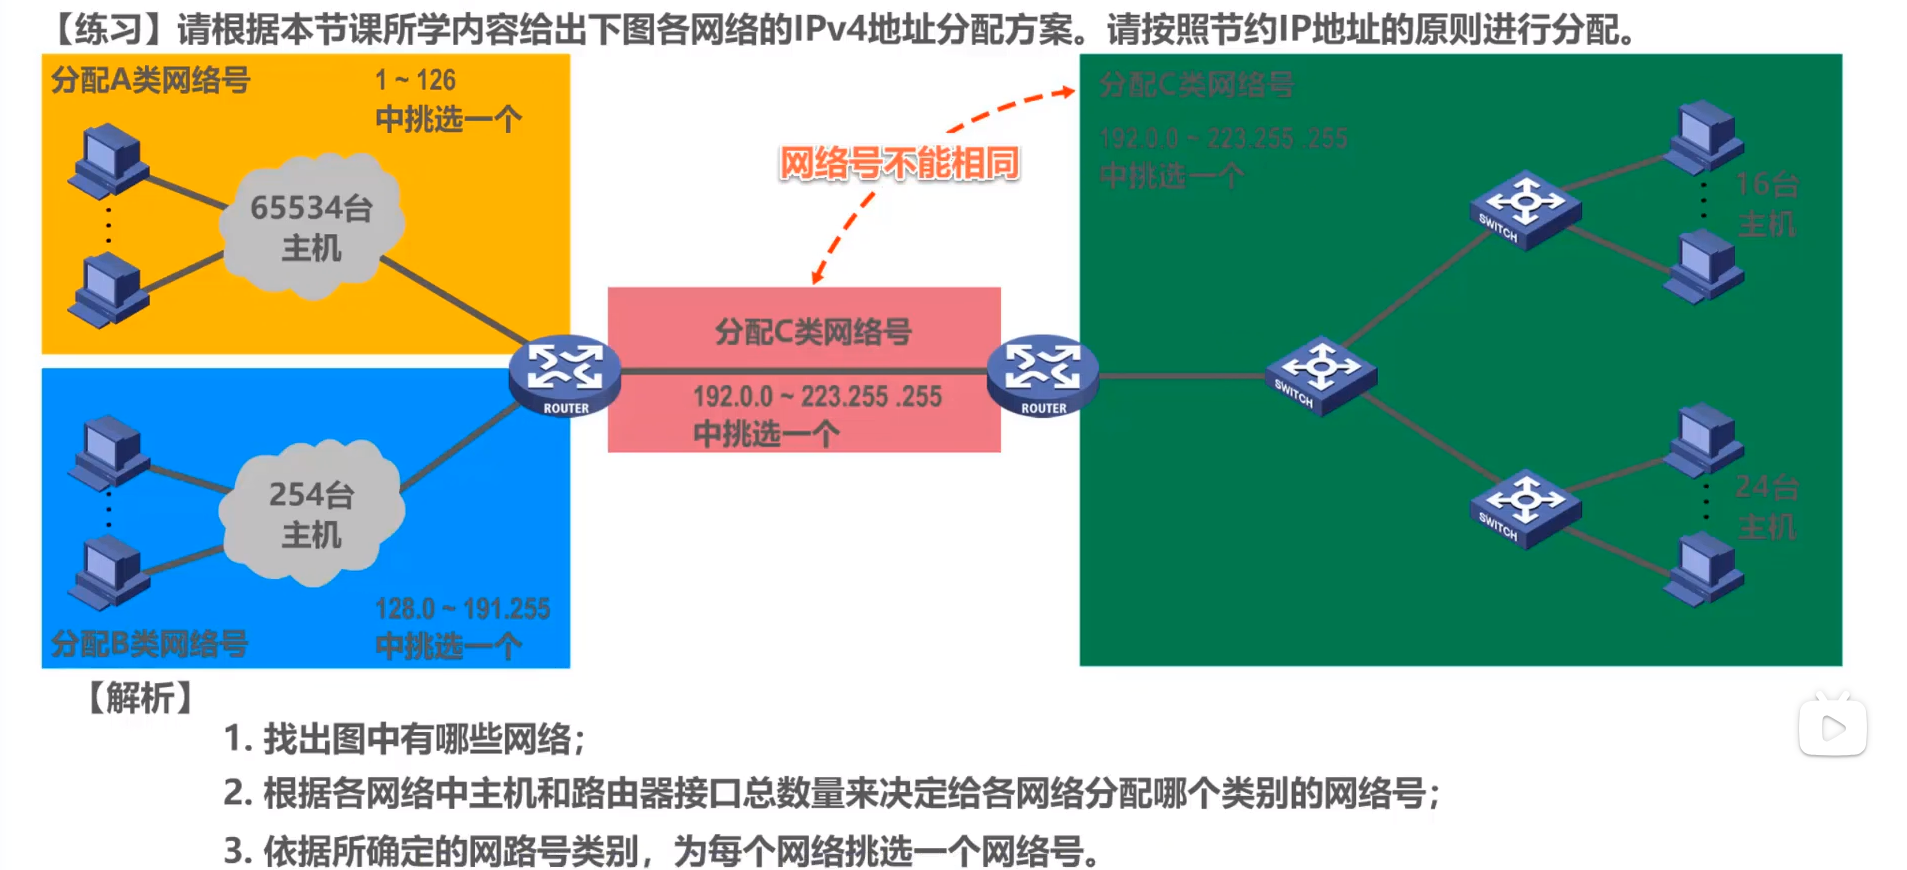 【练习】请根据本节课所学内容给出下图各网络的IPv4地址分配方案。请按照节约IP地址的原则进行分配。
分配A类网络号
1 ~ 126
中挑选一个
65534台
主机
254台
主机
128.0 ~ 191.255
中挑选一个
分配B类网络号
ROUTER
网络号不能相同
分配C类网络号
192.0.0 ~ 223.255 .255
中挑选一个
ROUTER
分配C类网络号
192.0.0 ~ 223.255 .255
中挑选一个
SWITCH
SWITCH
SWITCH
16台
主机
24台
主机
【解析】
1. 找出图中有哪些网络；
2. 根据各网络中主机和路由器接口总数量来决定给各网络分配哪个类别的网络号；
3. 依据所确定的网路号类别，为每个网络挑选一个网络号。